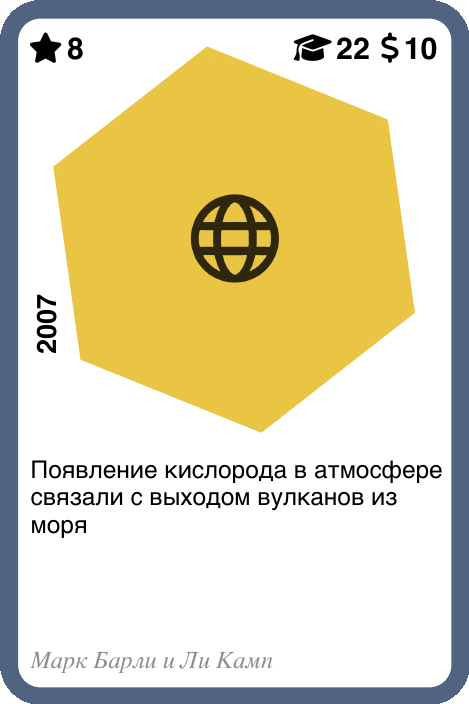 8 22 $10
2007
Появление кислорода в атмосфере
связали с выходом вулканов из
моря
Марк Барли и Ли Камп